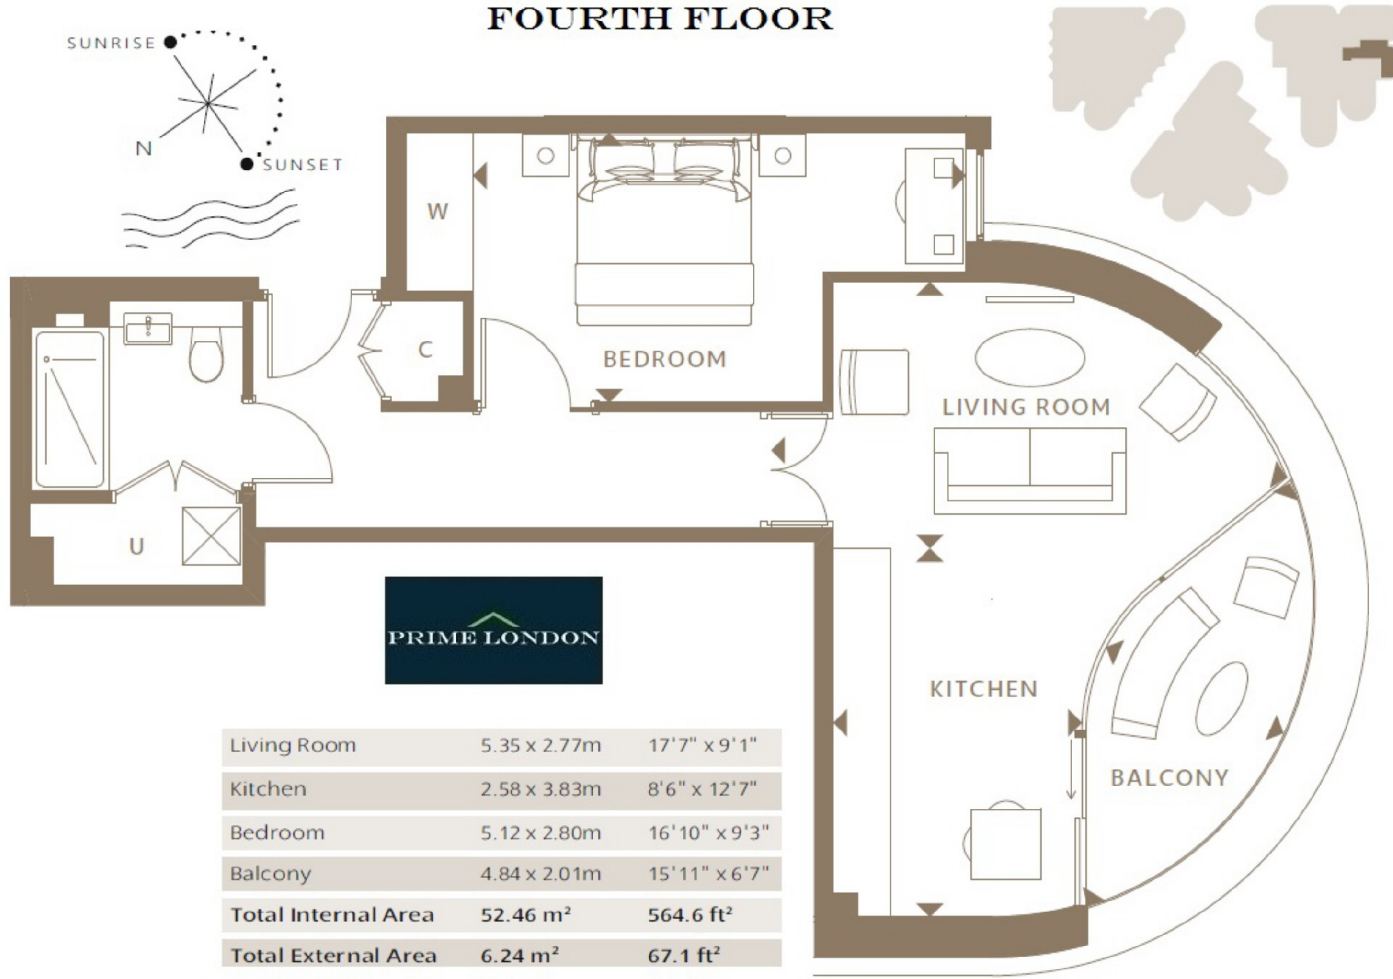 FOURTH FLOOR
SUNRISE
N
SUNSET
W
C
BEDROOM
LIVING ROOM
U
KITCHEN
BALCONY
PRIME LONDON
Living Room 5.35 x 2.77m 17'7" x 9'1"
Kitchen 2.58 x 3.83m 8'6" x 12'7"
Bedroom 5.12 x 2.80m 16'10" x 9'3"
Balcony 4.84 x 2.01m 15'11" x 6'7"
Total Internal Area 52.46 m² 564.6 ft²
Total External Area 6.24 m² 67.1 ft²